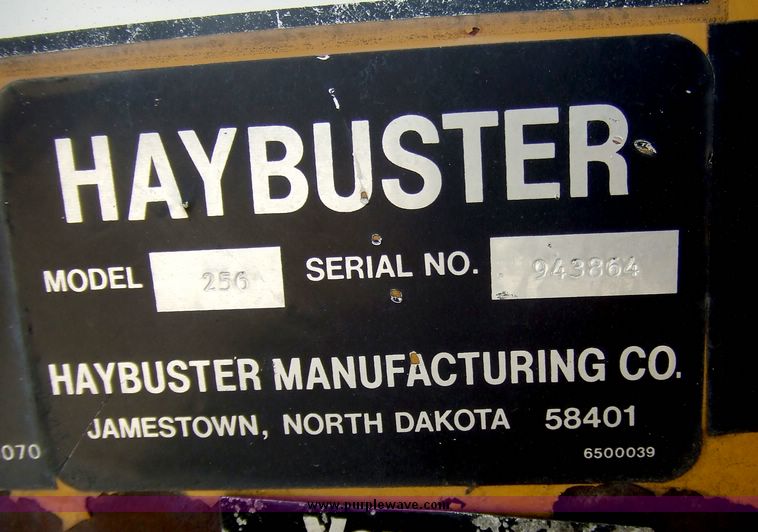 HAYBUSTER
MODEL 256 SERIAL NO. 943864
HAYBUSTER MANUFACTURING CO.
JAMESTOWN, NORTH DAKOTA 58401
070
6500039
www.purplewave.com